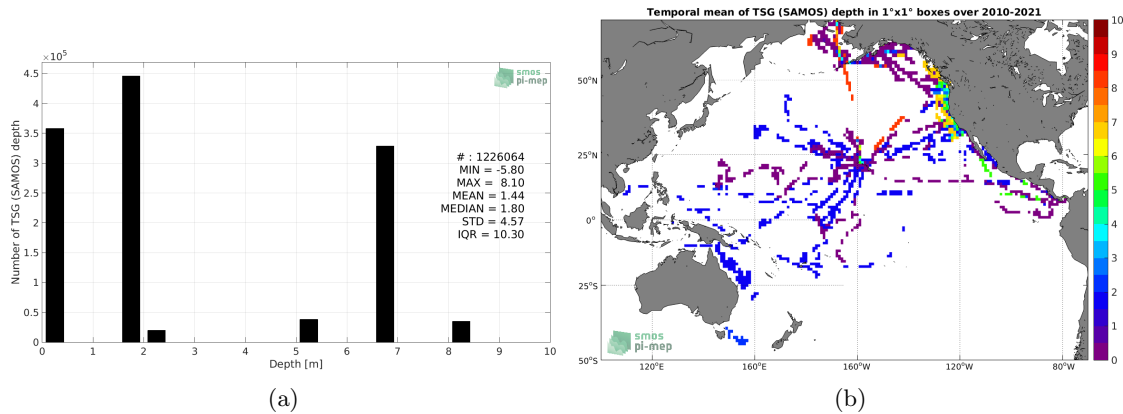 ×10⁵
4.5
4
3.5
3
2.5
2
1.5
1
0.5
0
Number of TSG (SAMOS) depth
smos
pi-mep
# : 1226064
MIN = -5.80
MAX = 8.10
MEAN = 1.44
MEDIAN = 1.80
STD = 4.57
IQR = 10.30
0 1 2 3 4 5 6 7 8 9 10
Depth [m]
(a)
Temporal mean of TSG (SAMOS) depth in 1°x1° boxes over 2010-2021
50°N
25°N
0°
25°S
50°S
120°E 160°E 160°W 120°W 80°W
smos
pi-mep
10
9
8
7
6
5
4
3
2
1
0
(b)